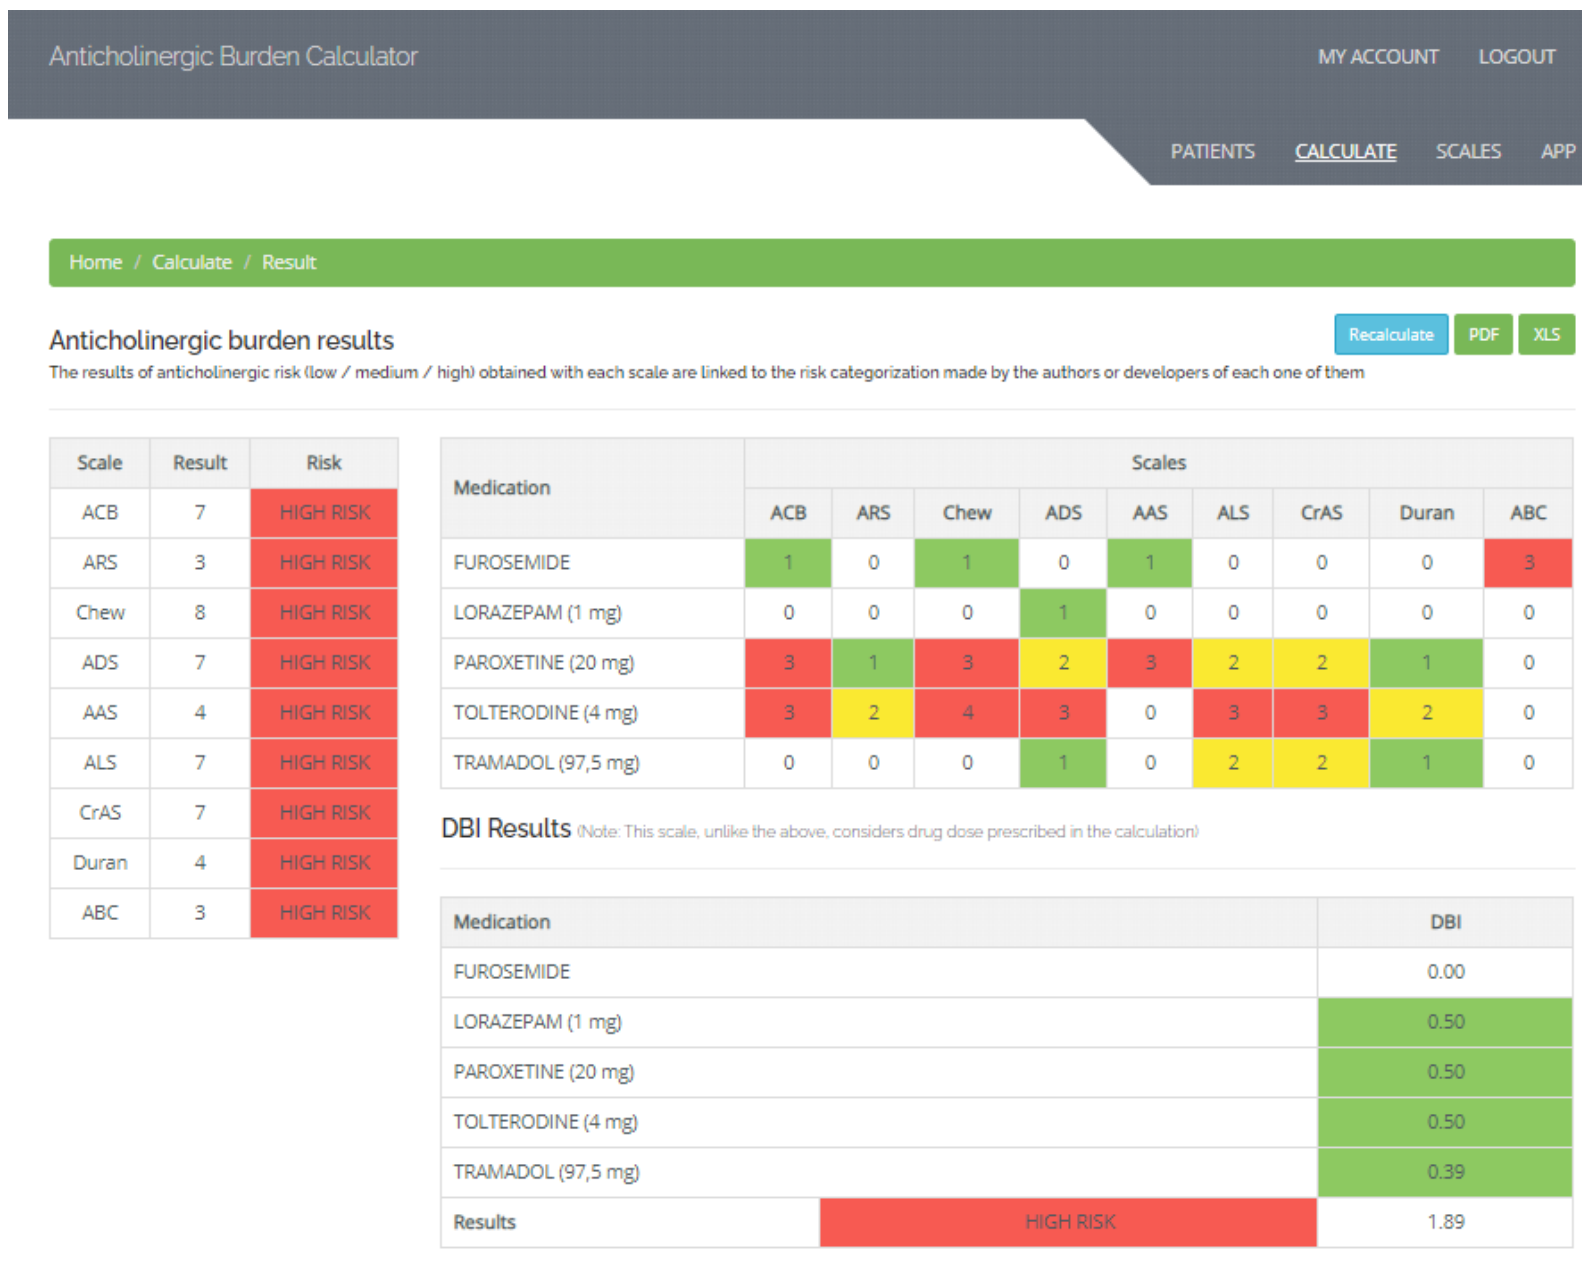 Anticholinergic Burden Calculator
MY ACCOUNT LOGOUT
PATIENTS CALCULATE SCALES APP
Home / Calculate / Result
Anticholinergic burden results
Recalculate PDF XLS
The results of anticholinergic risk (low / medium / high) obtained with each scale are linked to the risk categorization made by the authors or developers of each one of them
Scale Result Risk
ACB 7 HIGH RISK
ARS 3 HIGH RISK
Chew 8 HIGH RISK
ADS 7 HIGH RISK
AAS 4 HIGH RISK
ALS 7 HIGH RISK
CrAS 7 HIGH RISK
Duran 4 HIGH RISK
ABC 3 HIGH RISK
Medication Scales
ACB ARS Chew ADS AAS ALS CrAS Duran ABC
FUROSEMIDE 1 0 1 0 1 0 0 0 3
LORAZEPAM (1 mg) 0 0 0 1 0 0 0 0 0
PAROXETINE (20 mg) 3 1 3 2 3 2 2 1 0
TOLTERODINE (4 mg) 3 2 4 3 0 3 3 2 0
TRAMADOL (97,5 mg) 0 0 0 1 0 2 2 1 0
DBI Results (Note: This scale, unlike the above, considers drug dose prescribed in the calculation)
Medication DBI
FUROSEMIDE 0.00
LORAZEPAM (1 mg) 0.50
PAROXETINE (20 mg) 0.50
TOLTERODINE (4 mg) 0.50
TRAMADOL (97,5 mg) 0.39
Results HIGH RISK 1.89